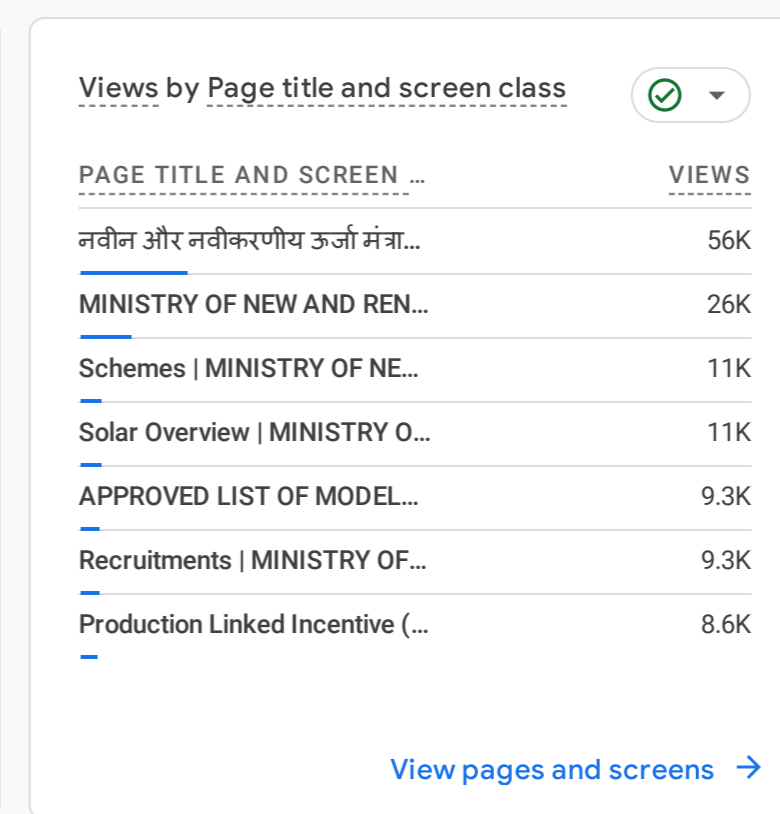 Views by Page title and screen class
PAGE TITLE AND SCREEN ... VIEWS
नवीन और नवीकरणीय ऊर्जा मंत्रा... 56K
MINISTRY OF NEW AND REN... 26K
Schemes | MINISTRY OF NE... 11K
Solar Overview | MINISTRY O... 11K
APPROVED LIST OF MODEL... 9.3K
Recruitments | MINISTRY OF... 9.3K
Production Linked Incentive (... 8.6K
View pages and screens